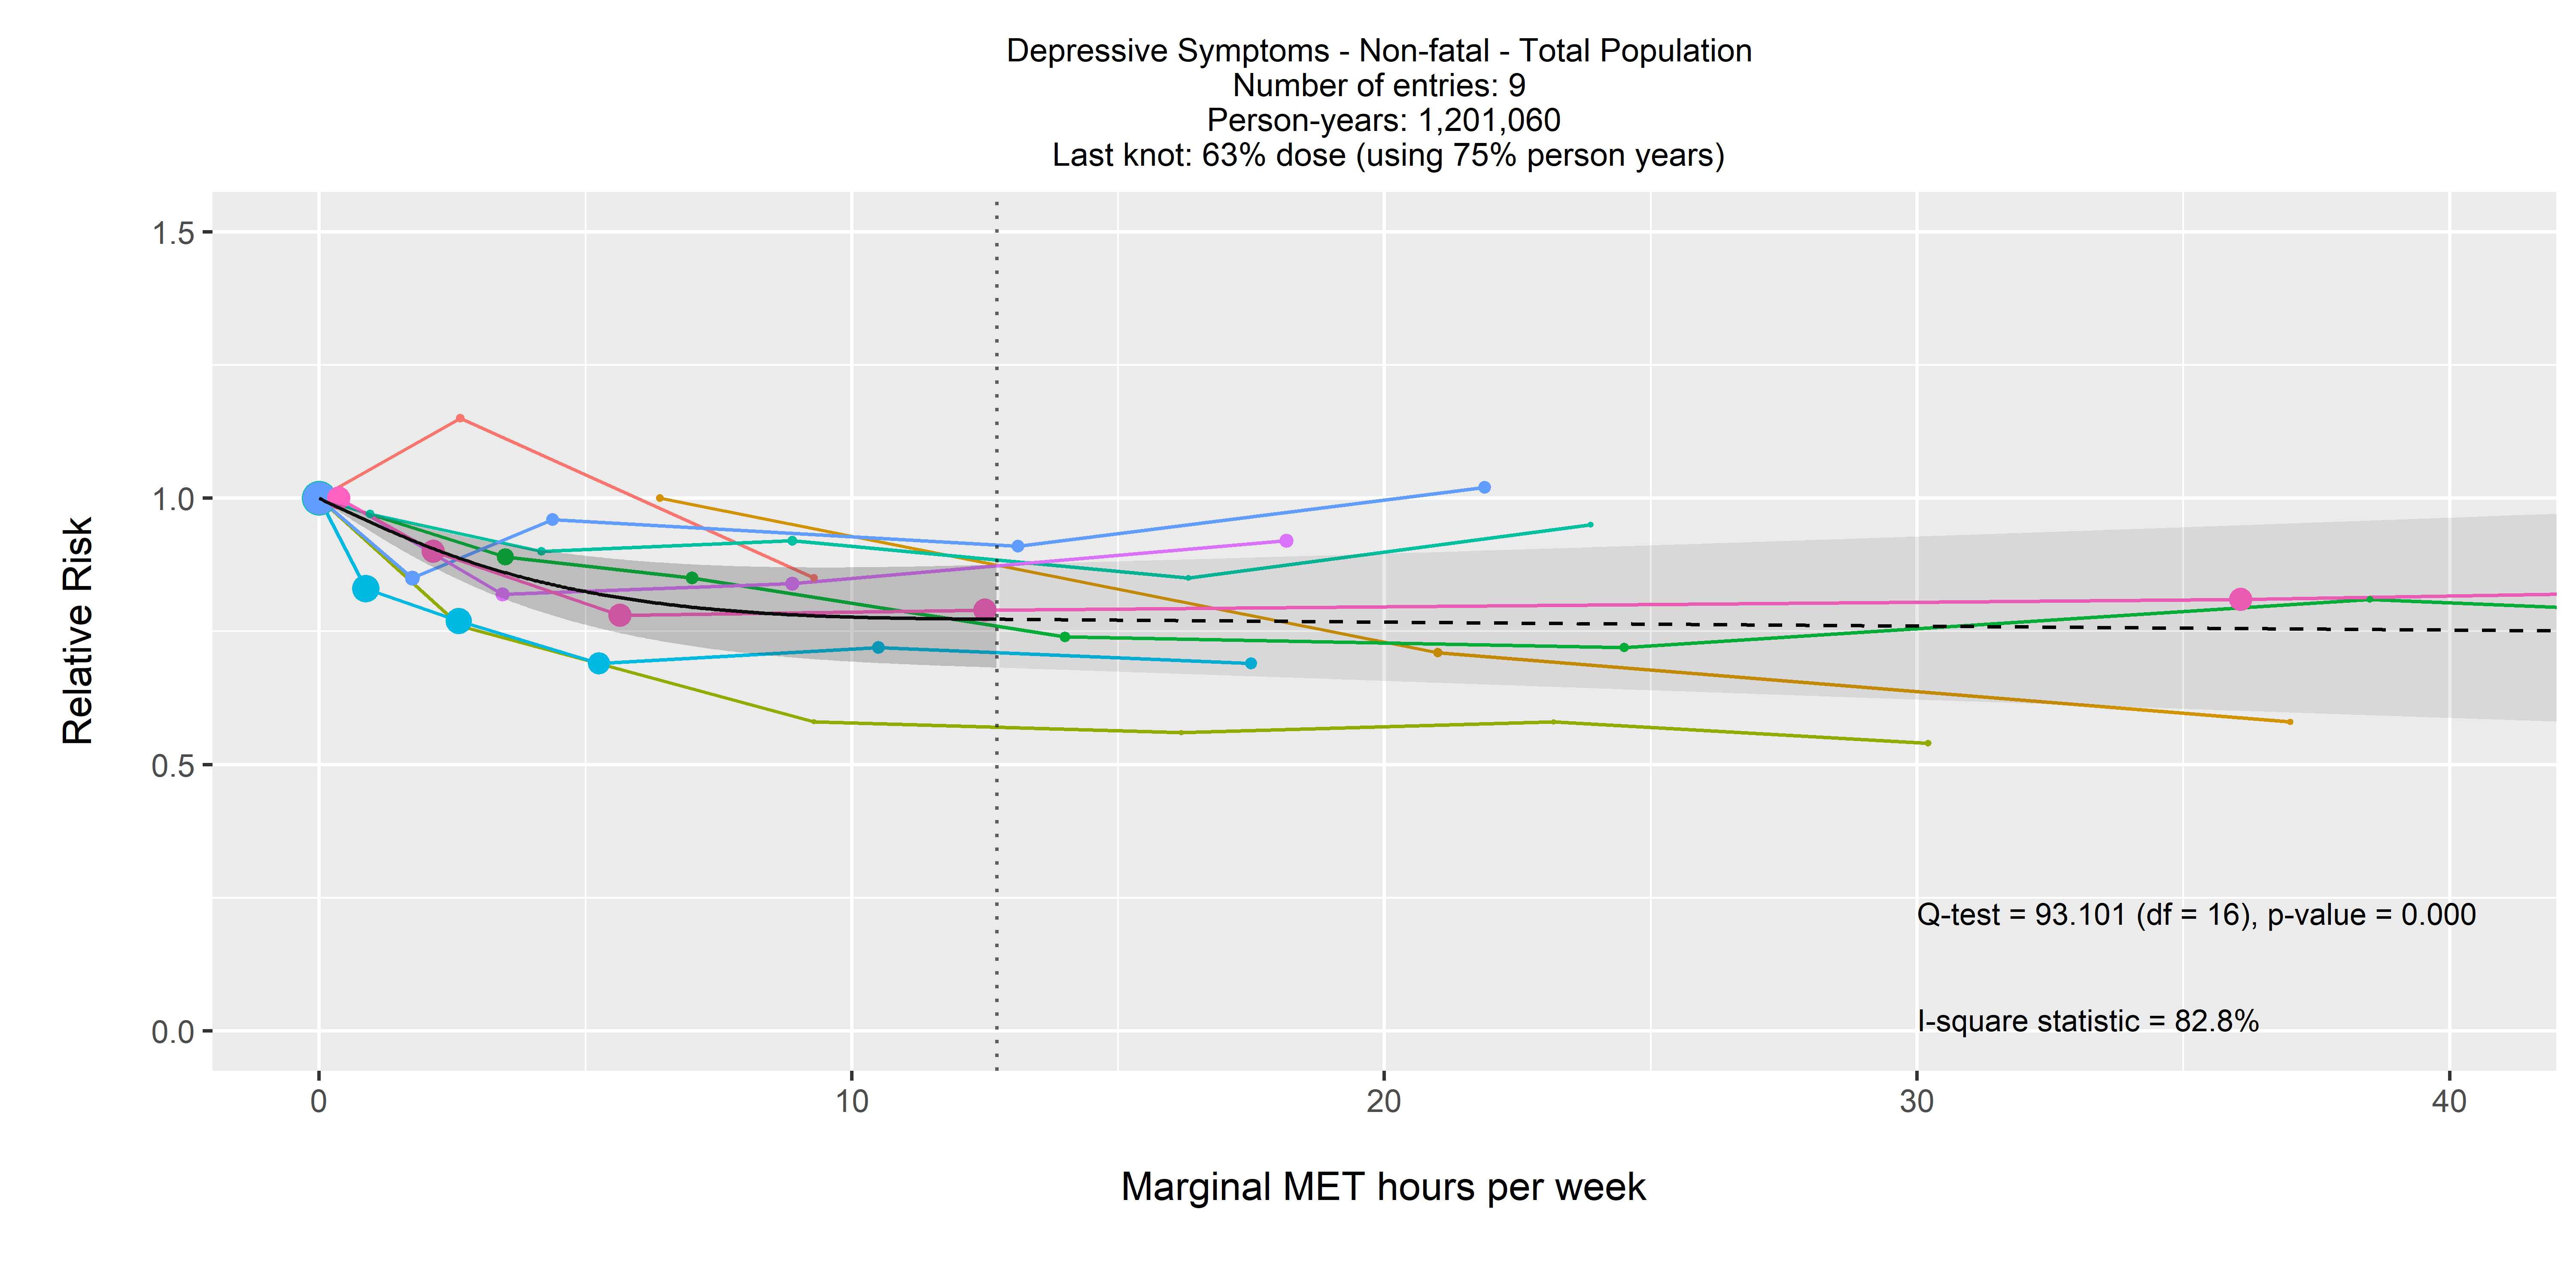 Depressive Symptoms - Non-fatal - Total Population
Number of entries: 9
Person-years: 1,201,060
Last knot: 63% dose (using 75% person years)
1.5
1.0
0.5
0.0
Relative Risk
Q-test = 93.101 (df = 16), p-value = 0.000
I-square statistic = 82.8%
0 10 20 30 40
Marginal MET hours per week